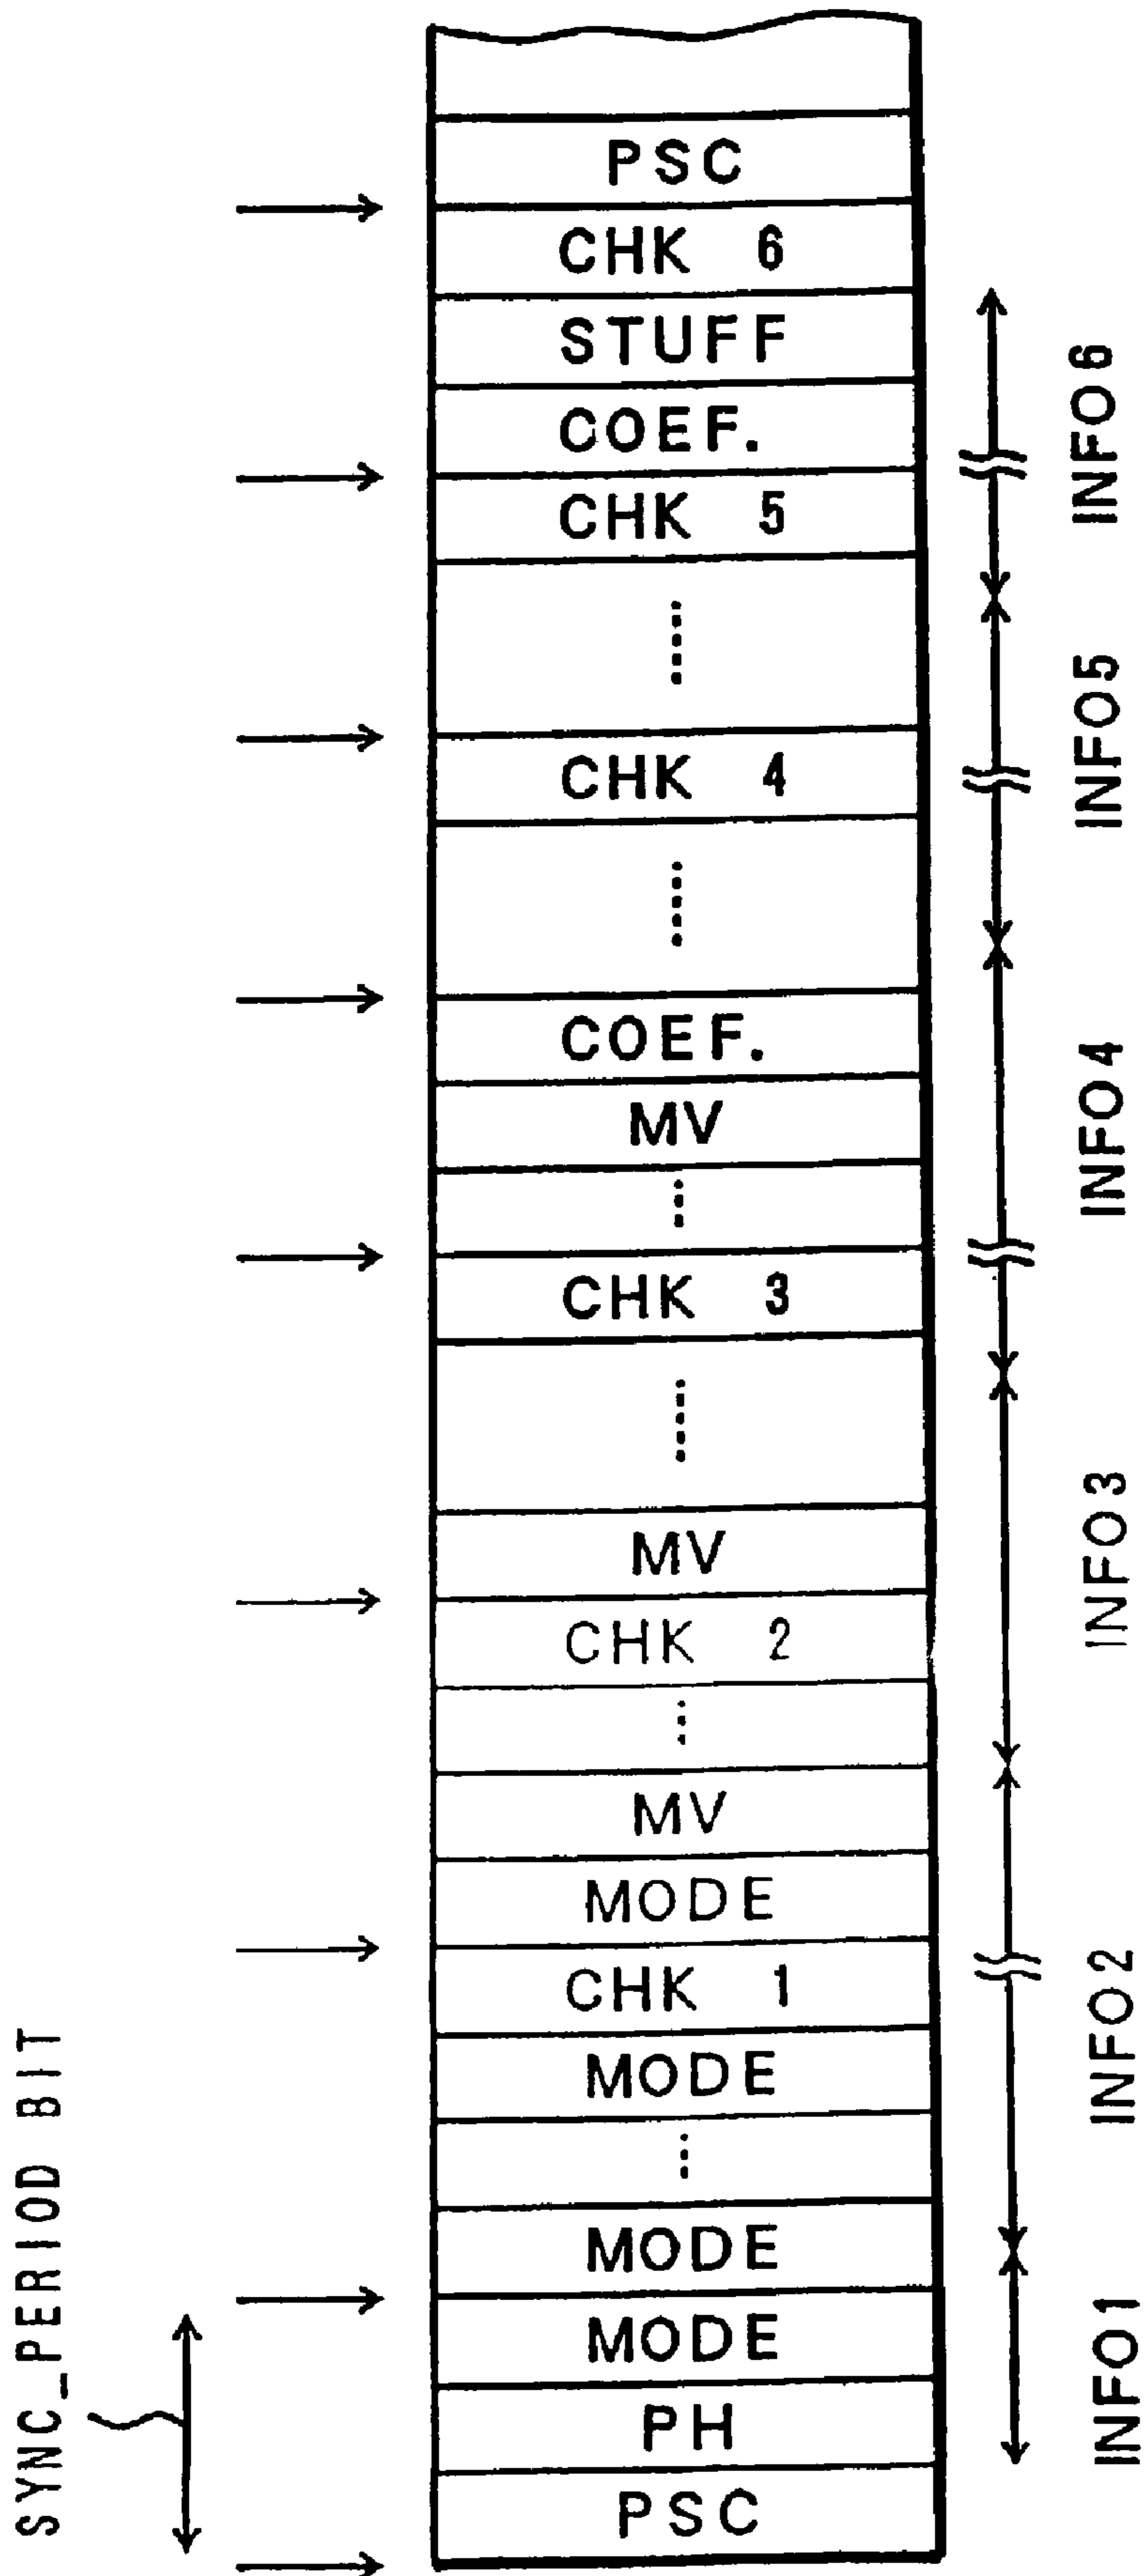 PSC
CHK 6
STUFF
COEF.
CHK 5
CHK 4
COEF.
MV
CHK 3
MV
CHK 2
MV
MODE
CHK 1
MODE
MODE
MODE
PH
PSC
INFO6
INFO5
INFO4
INFO3
INFO2
INFO1
SYNC_PERIOD BIT